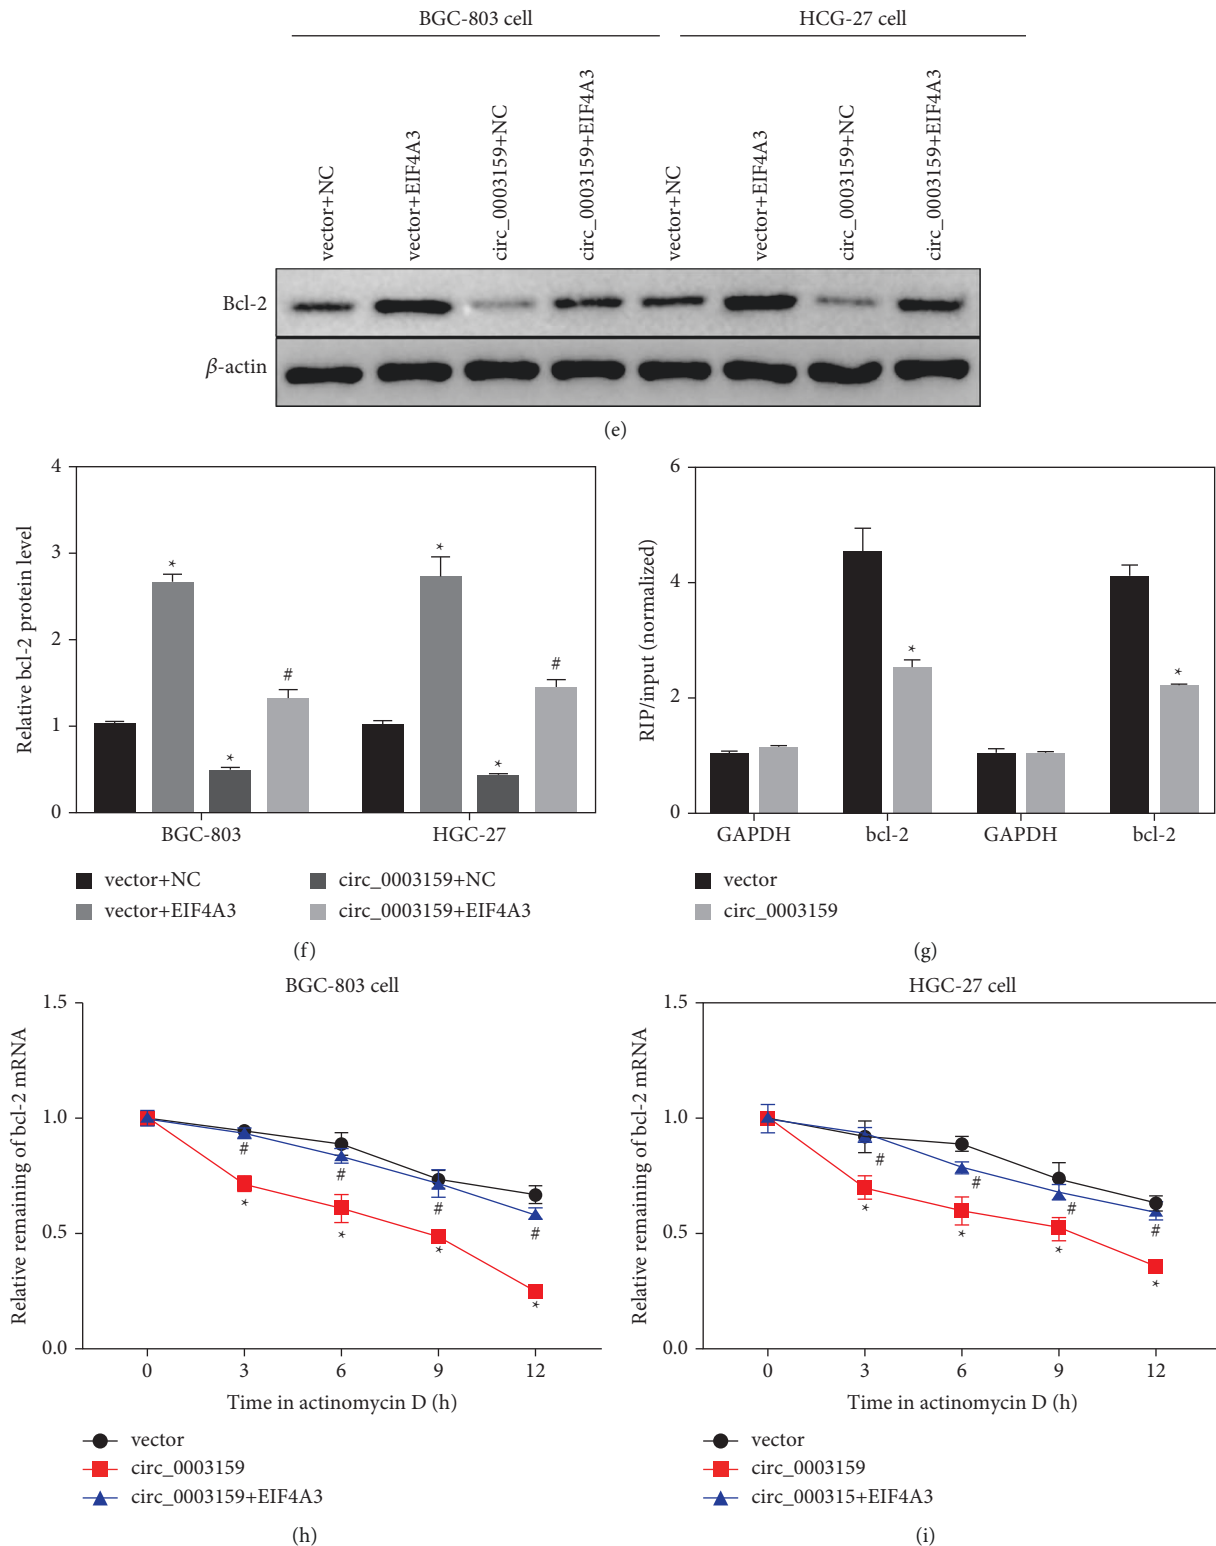 BGC-803 cell
HCG-27 cell
vector+NC
vector+EIF4A3
circ_0003159+NC
circ_0003159+EIF4A3
vector+NC
vector+EIF4A3
circ_0003159+NC
circ_0003159+EIF4A3
Bcl-2
β-actin
(e)
Relative bcl-2 protein level
4
3
2
1
0
*
*
#
*
*
#
BGC-803
HGC-27
vector+NC
circ_0003159+NC
vector+EIF4A3
circ_0003159+EIF4A3
(f)
RIP/input (normalized)
6
4
2
0
*
*
GAPDH
bcl-2
GAPDH
bcl-2
vector
circ_0003159
(g)
BGC-803 cell
Relative remaining of bcl-2 mRNA
1.5
1.0
0.5
0.0
#
#
#
#
*
*
*
*
0
3
6
9
12
Time in actinomycin D (h)
vector
circ_0003159
circ_0003159+EIF4A3
(h)
HGC-27 cell
Relative remaining of bcl-2 mRNA
1.5
1.0
0.5
0.0
#
#
#
#
*
*
*
*
0
3
6
9
12
Time in actinomycin D (h)
vector
circ_0003159
circ_000315+EIF4A3
(i)